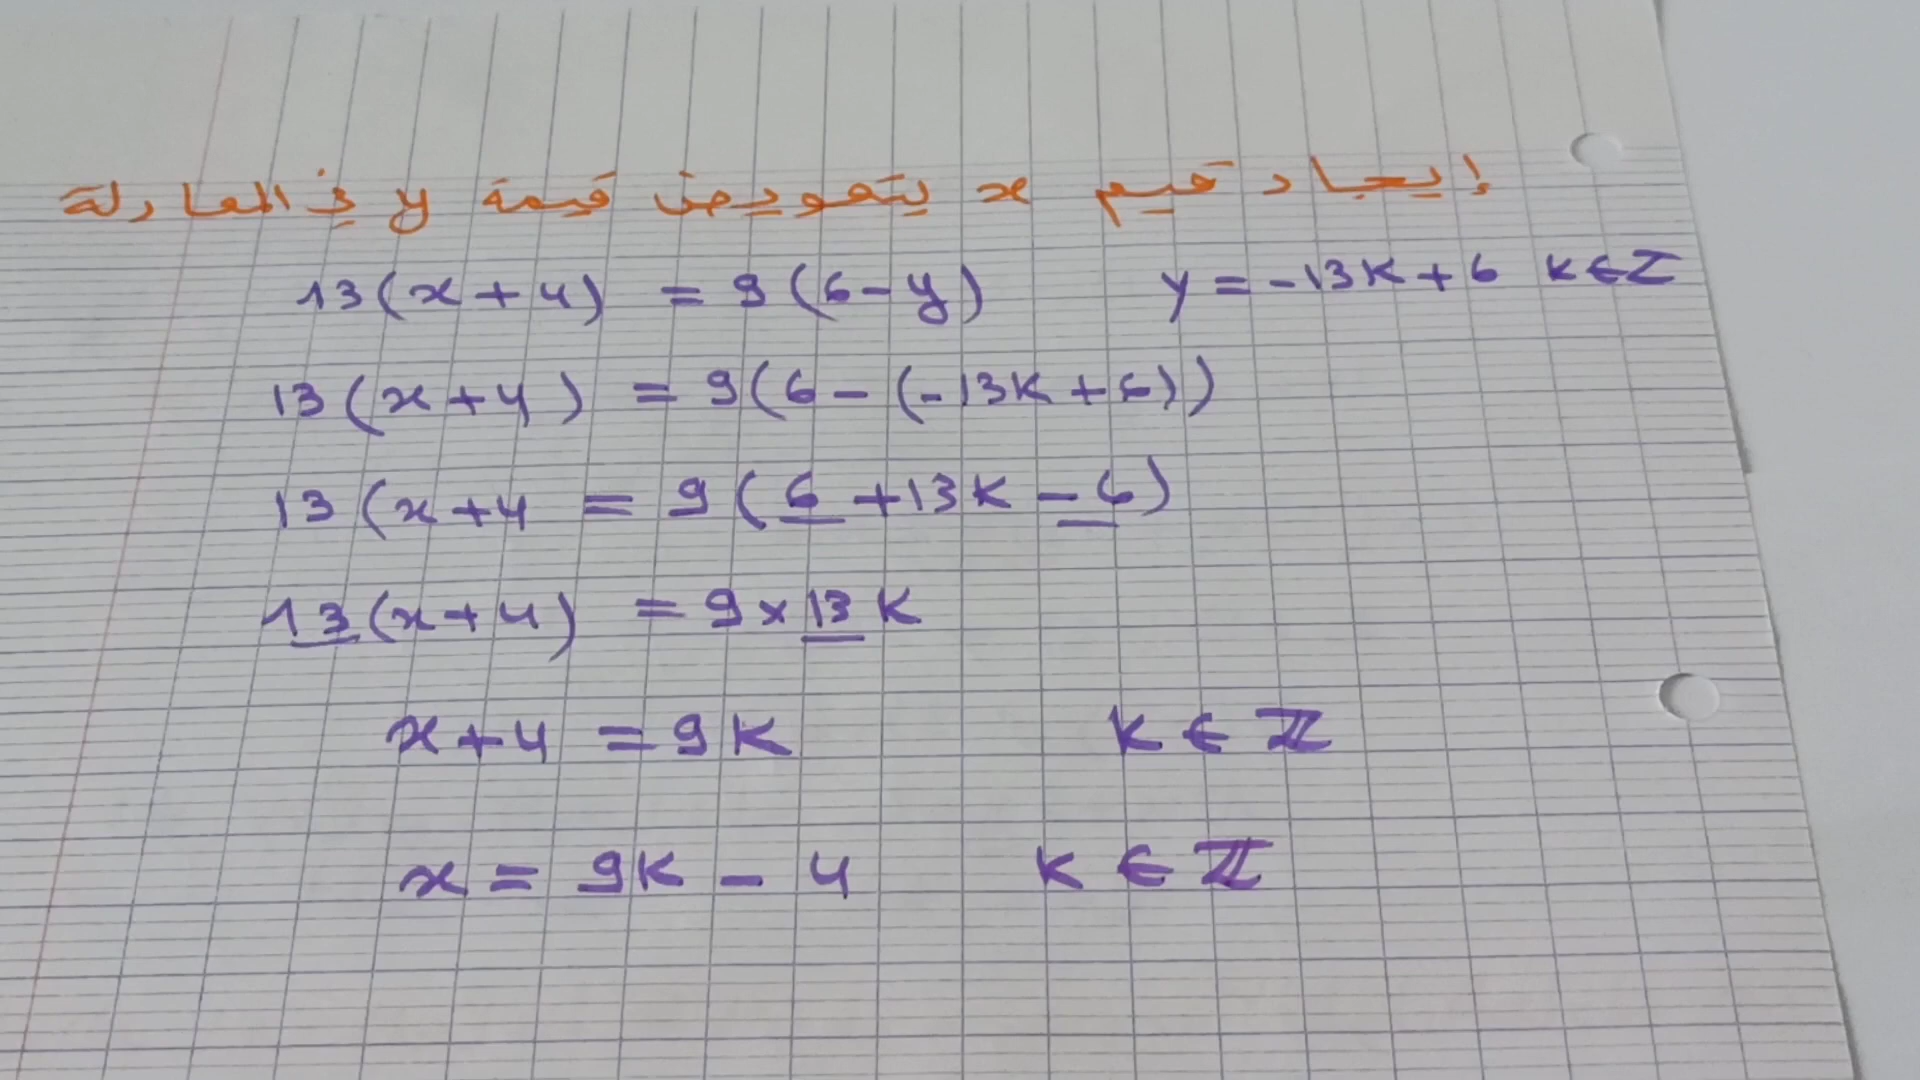 إيجاد قيم x بتعويض قيمة y في المعادلة
13(x+4) = 9(6-y) y = -13k+6 k∈Z
13(x+4) = 9(6-(-13k+6))
13(x+4 = 9(6+13k-6)
13(x+4) = 9×13k
x+4 = 9k k∈ℤ
x = 9k-4 k∈ℤ